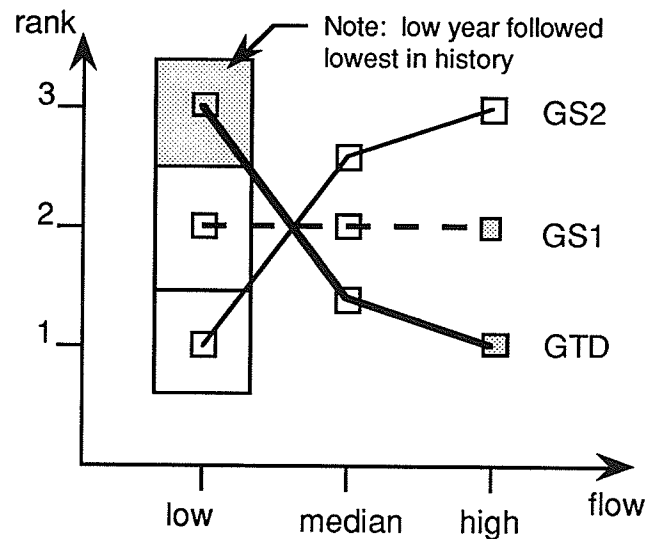 rank
Note: low year followed
lowest in history
3
GS2
2
GS1
1
GTD
low
median
high
flow